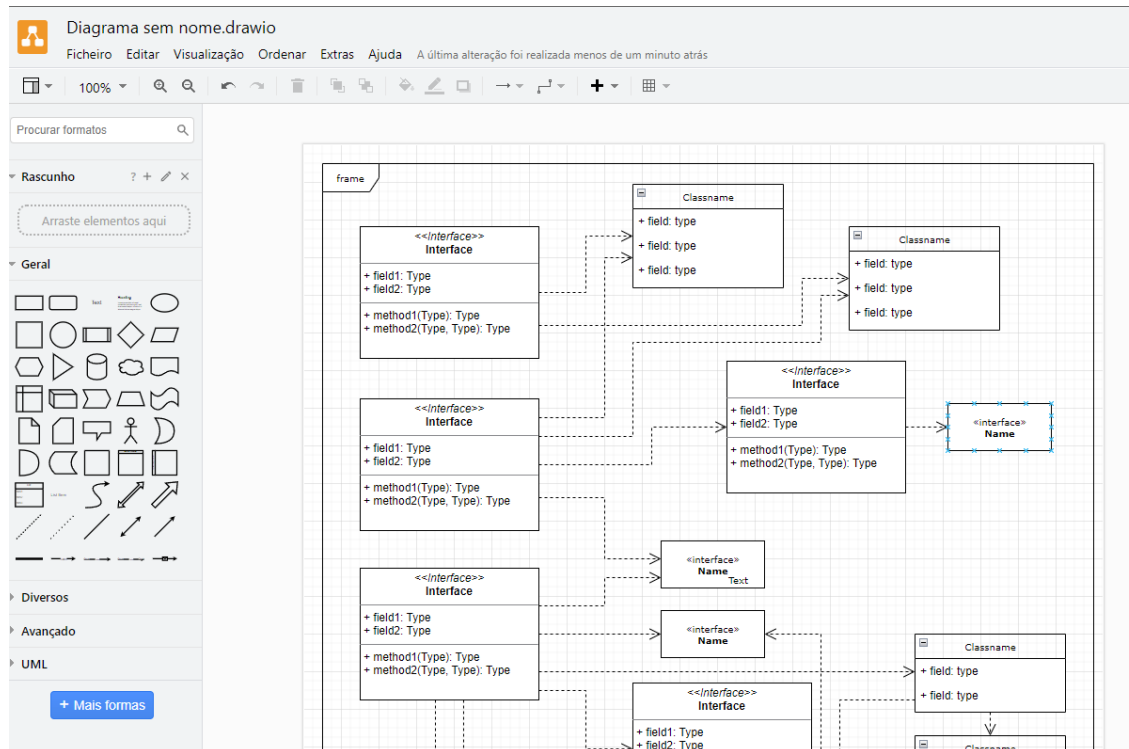 Diagrama sem nome.drawio
Ficheiro Editar Visualização Ordenar Extras Ajuda A última alteração foi realizada menos de um minuto atrás
100%
Procurar formatos
Rascunho ? +
Arraste elementos aqui
Geral
Text
Heading
Diversos
Avançado
UML
+ Mais formas
frame
<<Interface>>
Interface
+ field1: Type
+ field2: Type
+ method1(Type): Type
+ method2(Type, Type): Type
Classname
+ field: type
+ field: type
+ field: type
Classname
+ field: type
+ field: type
+ field: type
<<Interface>>
Interface
+ field1: Type
+ field2: Type
+ method1(Type): Type
+ method2(Type, Type): Type
<<Interface>>
Interface
+ field1: Type
+ field2: Type
+ method1(Type): Type
+ method2(Type, Type): Type
«interface»
Name
«interface»
Name
Text
<<Interface>>
Interface
+ field1: Type
+ field2: Type
+ method1(Type): Type
+ method2(Type, Type): Type
«interface»
Name
Classname
+ field: type
+ field: type
<<Interface>>
Interface
+ field1: Type
+ field2: Type
Classname